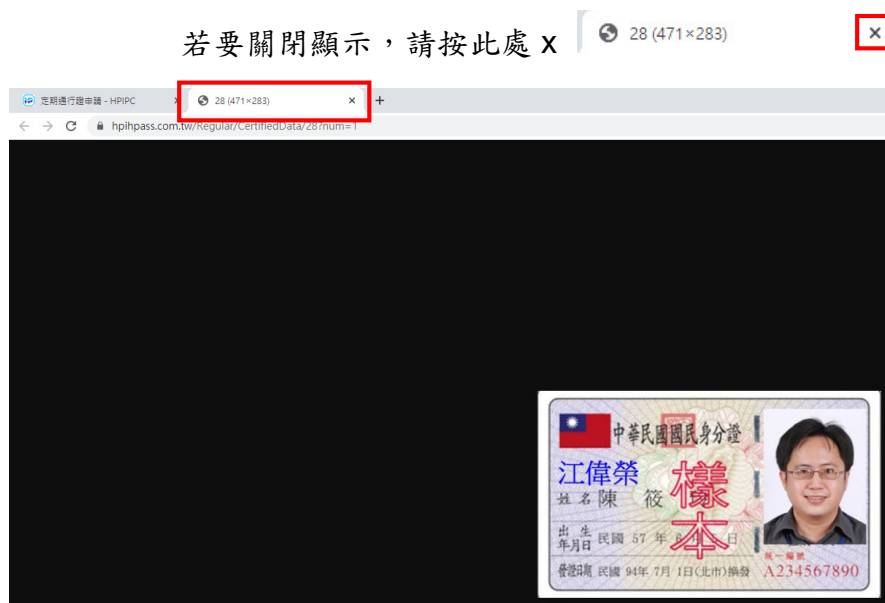 若要關閉顯示，請按此處 x
28 (471×283) ×
定期通行證申請 - HPIPC × 28 (471×283) × +
hpihpass.com.tw/Regular/CertifiedData/28?num=1
中華民國國民身分證
江偉榮
樣本
姓名 陳 筱
出生年月日 民國 57 年 6 月 5 日
統一編號
發證日期 民國 94年 7月 1日(北市)換發 A234567890